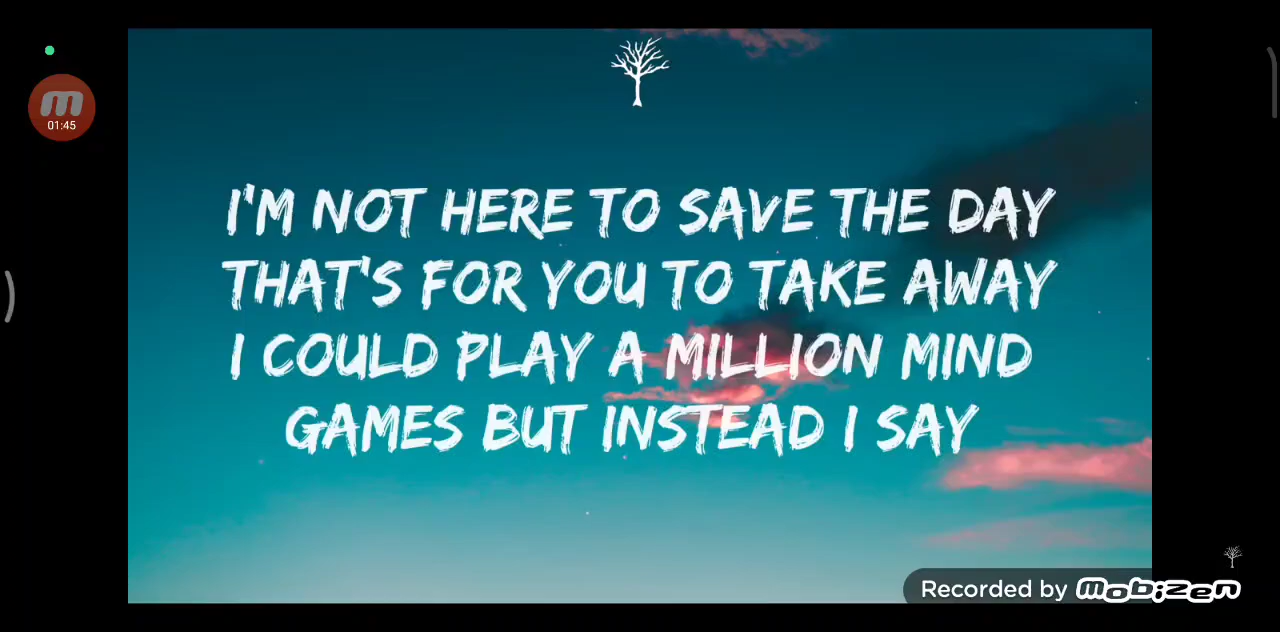 01:45
I'M NOT HERE TO SAVE THE DAY
THAT'S FOR YOU TO TAKE AWAY
I COULD PLAY A MILLION MIND
GAMES BUT INSTEAD I SAY
Recorded by mobizen